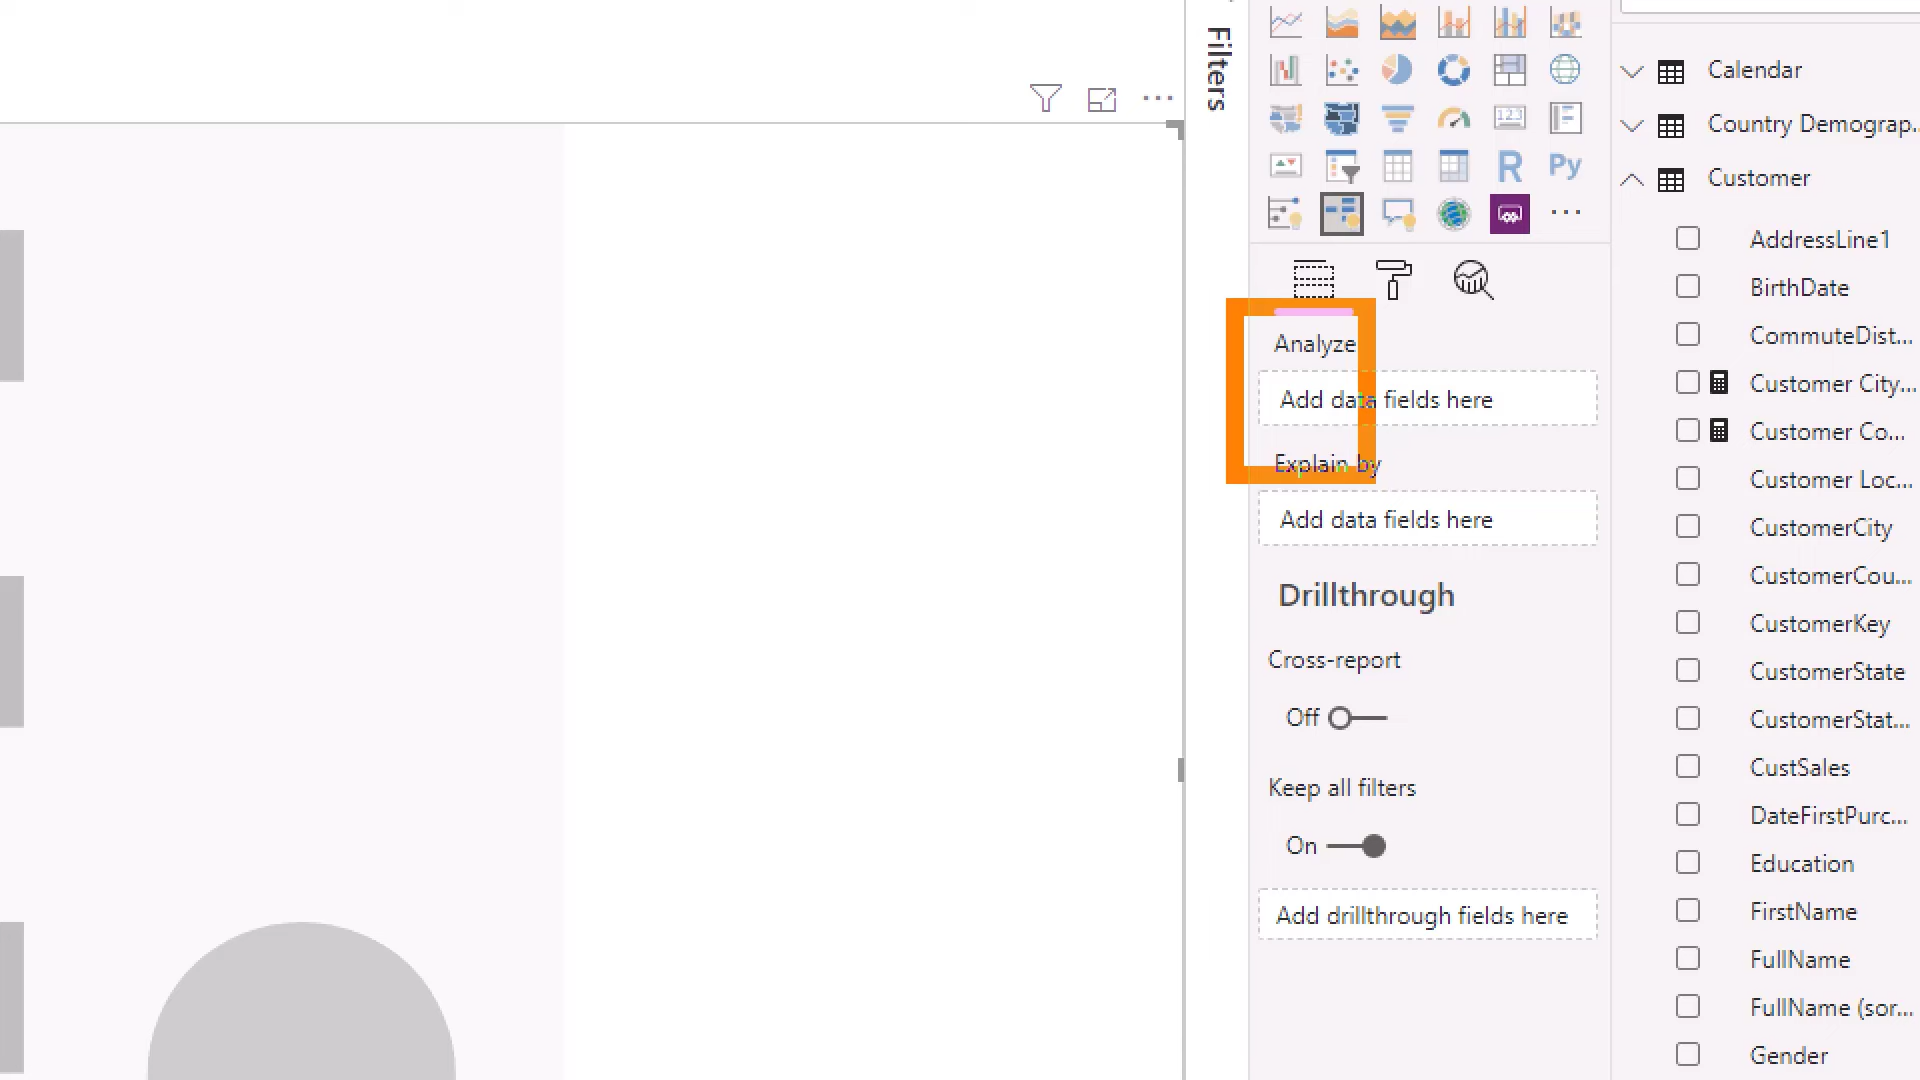 Filters
123
R
Py
Analyze
Add data fields here
Explain by
Add data fields here
Drillthrough
Cross-report
Off
Keep all filters
On
Add drillthrough fields here
Calendar
Country Demograp...
Customer
AddressLine1
BirthDate
CommuteDist...
Customer City...
Customer Co...
Customer Loc...
CustomerCity
CustomerCou...
CustomerKey
CustomerState
CustomerStat...
CustSales
DateFirstPurc...
Education
FirstName
FullName
FullName (sor...
Gender